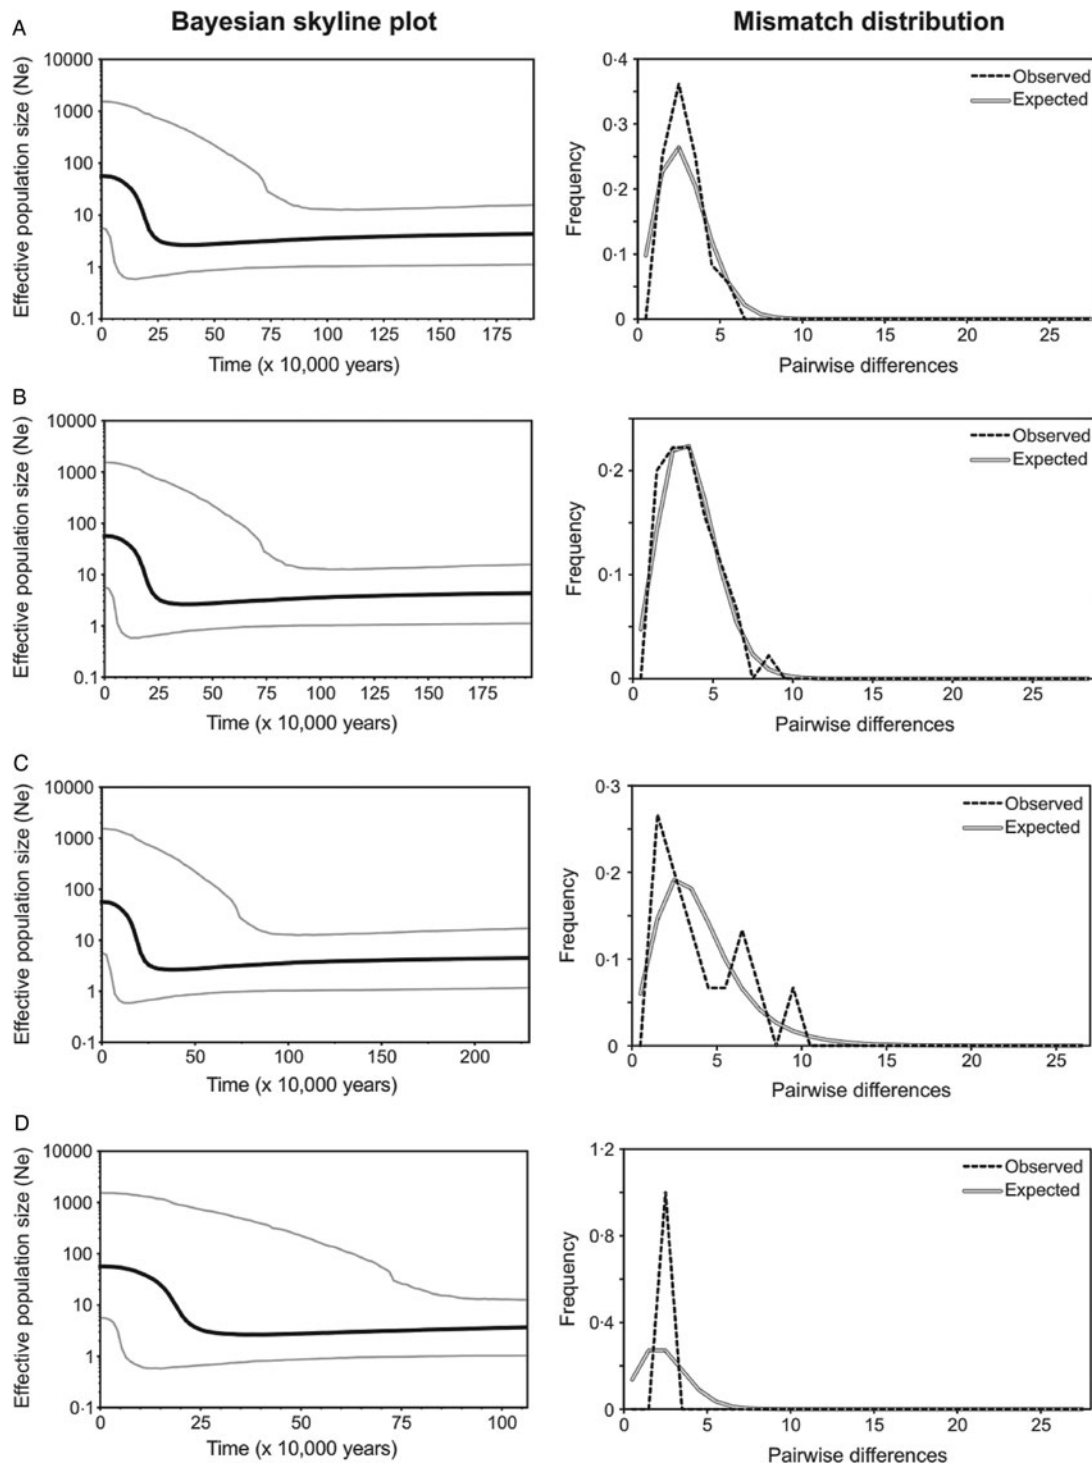 Bayesian skyline plot
Mismatch distribution
A
Effective population size (Ne)
10000
1000
100
10
1
0.1
0 25 50 75 100 125 150 175
Time (x 10,000 years)
Frequency
0·4
0·3
0·2
0·1
0
0 5 10 15 20 25
Pairwise differences
Observed
Expected
B
Effective population size (Ne)
10000
1000
100
10
1
0.1
0 25 50 75 100 125 150 175
Time (x 10,000 years)
Frequency
0·2
0·1
0
0 5 10 15 20 25
Pairwise differences
Observed
Expected
C
Effective population size (Ne)
10000
1000
100
10
1
0·1
0 50 100 150 200
Time (x 10,000 years)
Frequency
0·3
0·2
0·1
0
0 5 10 15 20 25
Pairwise differences
Observed
Expected
D
Effective population size (Ne)
10000
1000
100
10
1
0·1
0 25 50 75 100
Time (x 10,000 years)
Frequency
1·2
0·8
0·4
0
0 5 10 15 20 25
Pairwise differences
Observed
Expected